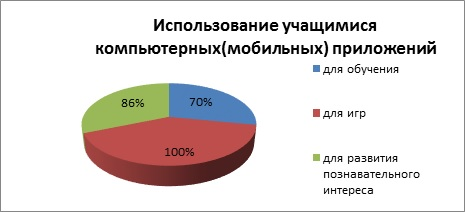 Использование учащимися
компьютерных(мобильных) приложений
86%
70%
100%
для обучения
для игр
для развития
познавательного
интереса